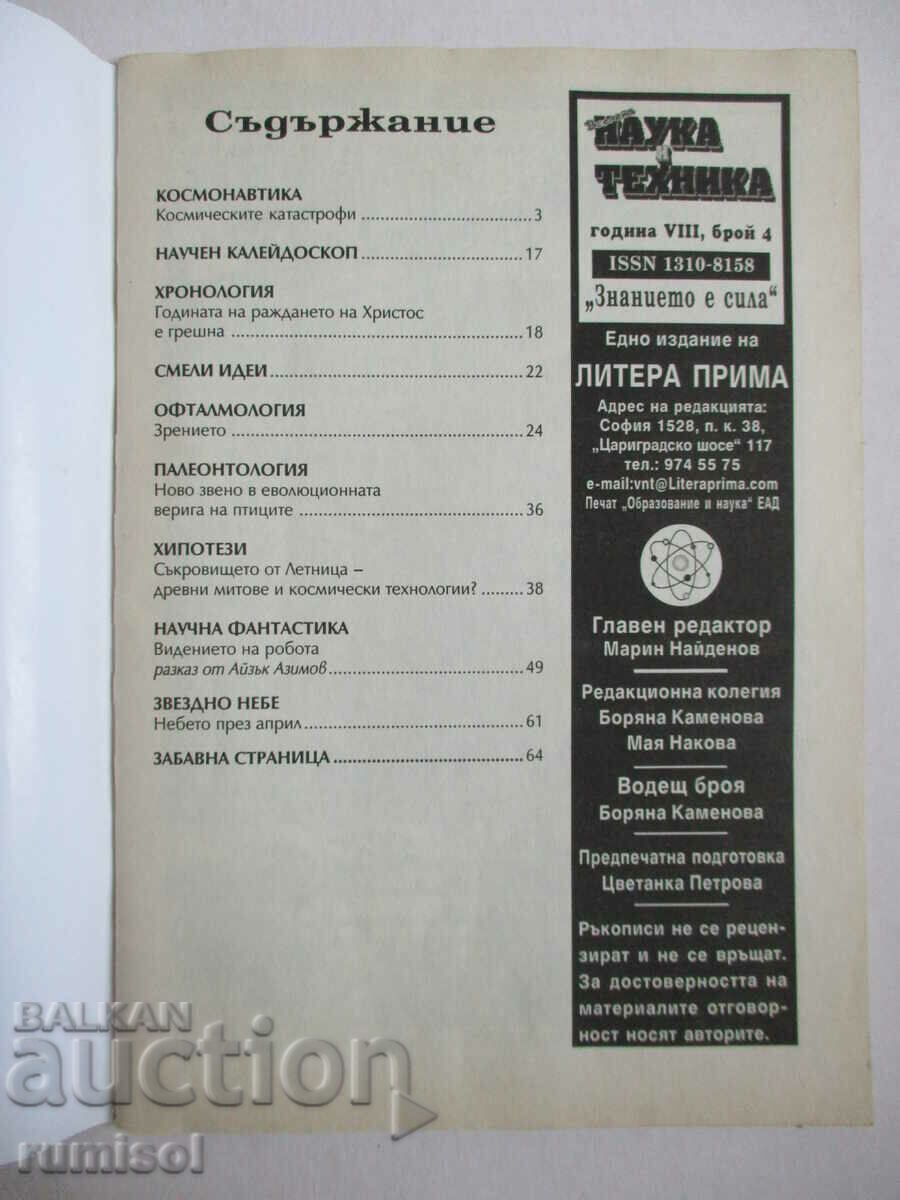 Съдържание
КОСМОНАВТИКА
Космическите катастрофи ........ 3
НАУЧЕН КАЛЕЙДОСКОП ........ 17
ХРОНОЛОГИЯ
Годината на раждането на Христос
е грешна ........ 18
СМЕЛИ ИДЕИ ........ 22
ОФТАЛМОЛОГИЯ
Зрението ........ 24
ПАЛЕОНТОЛОГИЯ
Ново звено в еволюционната
верига на птиците ........ 36
ХИПОТЕЗИ
Съкровището от Летница –
древни митове и космически технологии? ........ 38
НАУЧНА ФАНТАСТИКА
Видението на робота
разказ от Айзък Азимов ........ 49
ЗВЕЗДНО НЕБЕ
Небето през април ........ 61
ЗАБАВНА СТРАНИЦА ........ 64
НАУКА
и
ТЕХНИКА
година VIII, брой 4
ISSN 1310-8158
„Знанието е сила“
Едно издание на
ЛИТЕРА ПРИМА
Адрес на редакцията:
София 1528, п. к. 38,
„Цариградско шосе“ 117
тел.: 974 55 75
e-mail:vnt@Literaprima.com
Печат „Образование и наука“ ЕАД
Главен редактор
Марин Найденов
Редакционна колегия
Боряна Каменова
Мая Накова
Водещ броя
Боряна Каменова
Предпечатна подготовка
Цветанка Петрова
Ръкописи не се рецен-
зират и не се връщат.
За достоверността на
материалите отговор-
ност носят авторите.
BALKAN
auction
rumisol